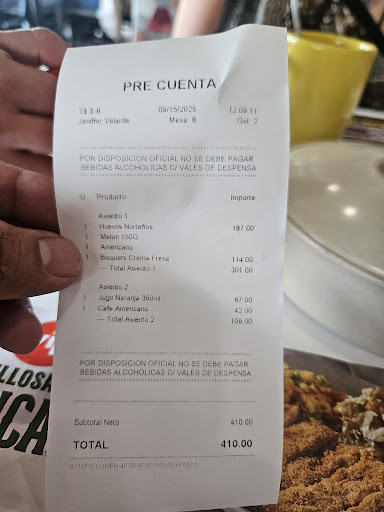 PRE CUENTA
09/15/2025 12:09:11
Jeniffer Velarde Mesa 8 Gst 2
POR DISPOSICION OFICIAL NO SE DEBE PAGAR
BEBIDAS ALCOHOLICAS C/ VALES DE DESPENSA
Producto Importe
Asiento 1
1 Huevos Norteños 187.00
1 Melon 150G
1 Americano
1 Bisquets Crema Fresa 114.00
--- Total Asiento 1 301.00
Asiento 2
1 Jugo Naranja 360ml 67.00
1 Cafe Americano 42.00
--- Total Asiento 2 109.00
POR DISPOSICION OFICIAL NO SE DEBE PAGAR
BEBIDAS ALCOHOLICAS C/ VALES DE DESPENSA
Subtotal Neto 410.00
TOTAL 410.00